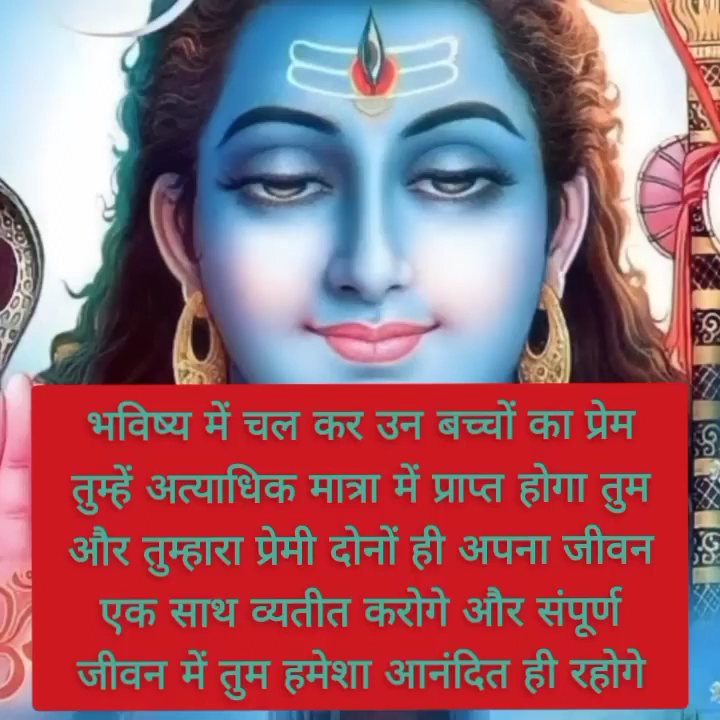 भविष्य में चल कर उन बच्चों का प्रेम
तुम्हें अत्याधिक मात्रा में प्राप्त होगा तुम
और तुम्हारा प्रेमी दोनों ही अपना जीवन
एक साथ व्यतीत करोगे और संपूर्ण
जीवन में तुम हमेशा आनंदित ही रहोगे